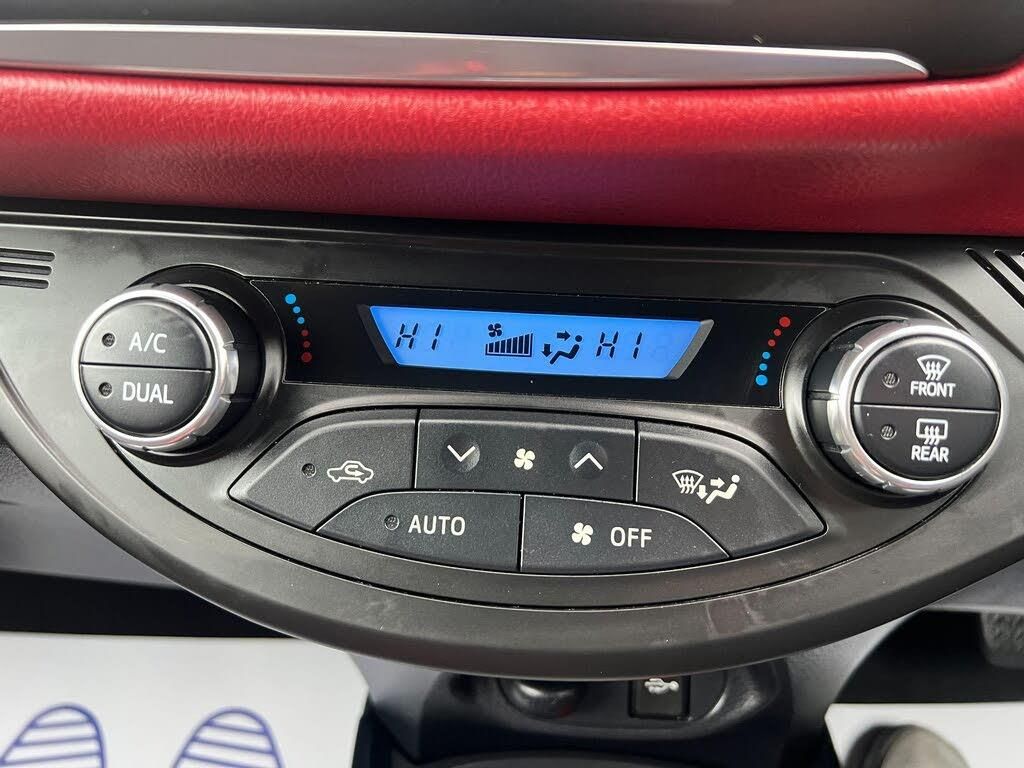 A/C
DUAL
HI HI
FRONT
REAR
AUTO
OFF